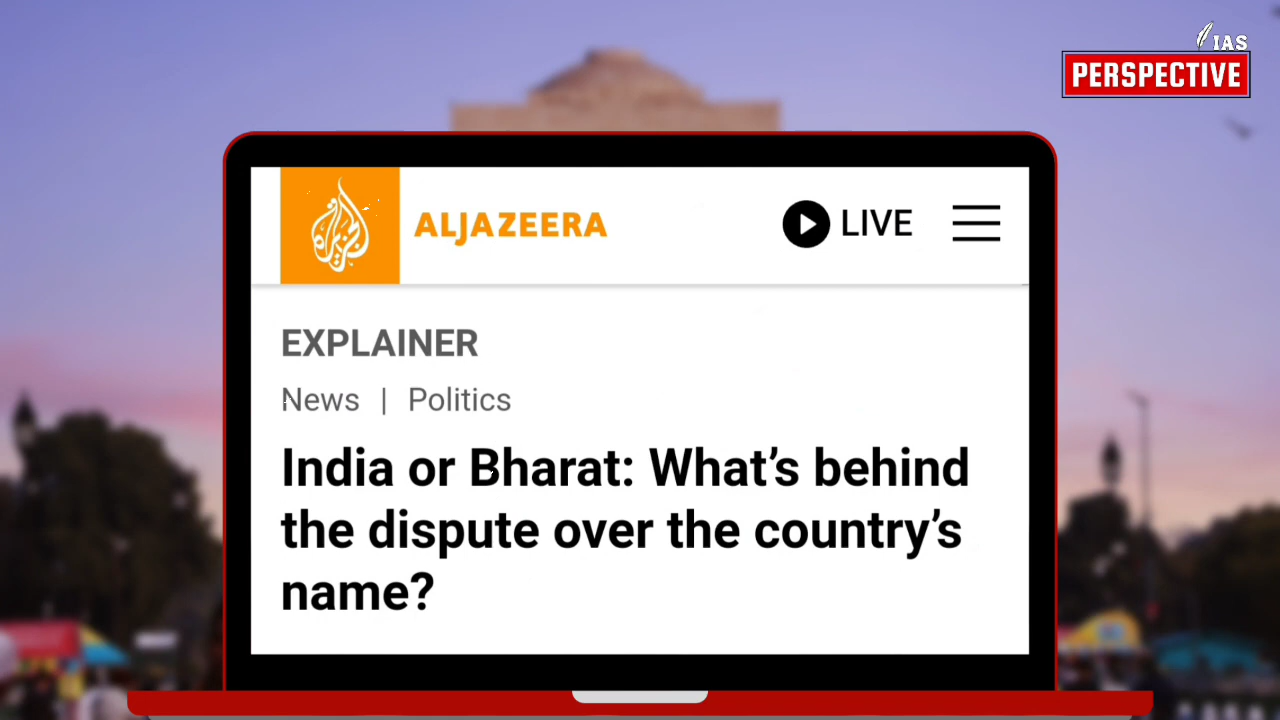 IAS
PERSPECTIVE
ALJAZEERA
LIVE
EXPLAINER
News | Politics
India or Bharat: What’s behind
the dispute over the country’s
name?